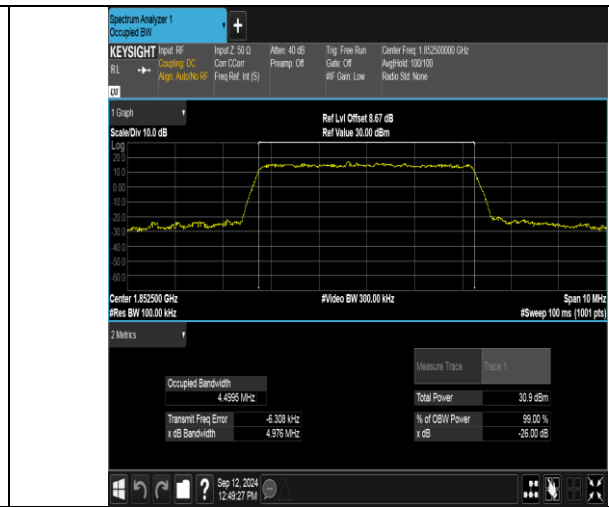 Spectrum Analyzer 1
Occupied BW
+
KEYSIGHT Input: RF Input Z: 50 Ω Atten: 40 dB Trig: Free Run Center Freq: 1.852500000 GHz
RL Coupling: DC Corr CCorr Preamp: Off Gate: Off Avg|Hold: 100/100
Align: Auto/No RF Freq Ref: Int (S) #IF Gain: Low Radio Std: None
LXI
1 Graph
Ref Lvl Offset 8.67 dB
Scale/Div 10.0 dB Ref Value 30.00 dBm
Log
20.0
10.0
0.00
-10.0
-20.0
-30.0
-40.0
-50.0
-60.0
Center 1.852500 GHz #Video BW 300.00 kHz Span 10 MHz
#Res BW 100.00 kHz #Sweep 100 ms (1001 pts)
2 Metrics
Measure Trace Trace 1
Occupied Bandwidth
4.4995 MHz Total Power 30.9 dBm
Transmit Freq Error -6.308 kHz % of OBW Power 99.00 %
x dB Bandwidth 4.976 MHz x dB -26.00 dB
? Sep 12, 2024
12:49:27 PM